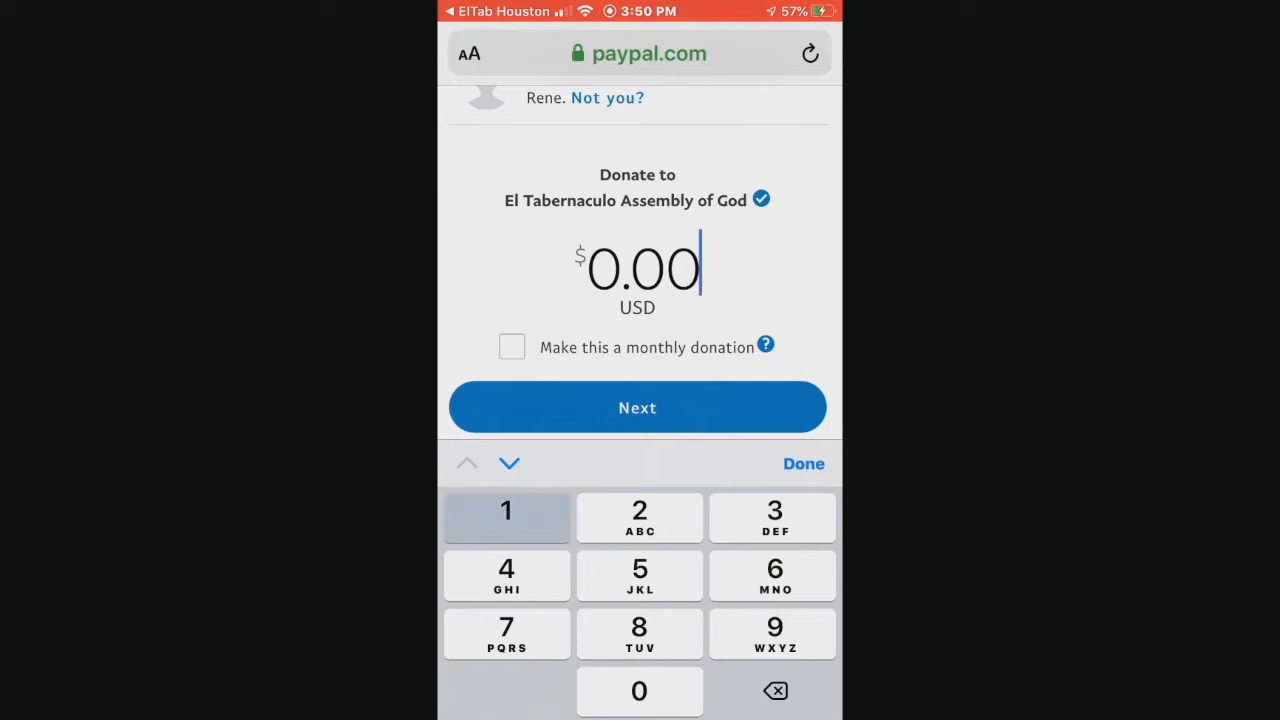 ◀ ElTab Houston 3:50 PM 57%
AA paypal.com
Rene. Not you?
Donate to
El Tabernaculo Assembly of God
$0.00
USD
Make this a monthly donation ?
Next
Done
1 2 3
ABC DEF
4 5 6
GHI JKL MNO
7 8 9
PQRS TUV WXYZ
0